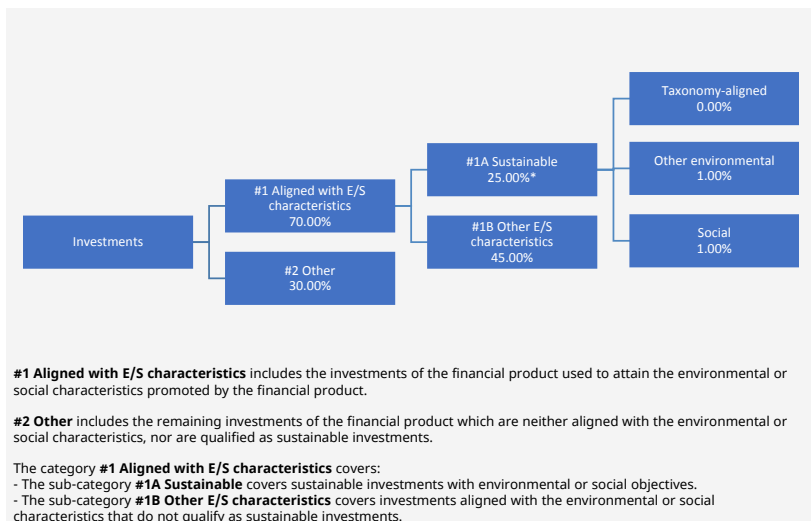 Investments
#1 Aligned with E/S
characteristics
70.00%
#2 Other
30.00%
#1A Sustainable
25.00%*
#1B Other E/S
characteristics
45.00%
Taxonomy-aligned
0.00%
Other environmental
1.00%
Social
1.00%
#1 Aligned with E/S characteristics includes the investments of the financial product used to attain the environmental or
social characteristics promoted by the financial product.
#2 Other includes the remaining investments of the financial product which are neither aligned with the environmental or
social characteristics, nor are qualified as sustainable investments.
The category #1 Aligned with E/S characteristics covers:
- The sub-category #1A Sustainable covers sustainable investments with environmental or social objectives.
- The sub-category #1B Other E/S characteristics covers investments aligned with the environmental or social
characteristics that do not qualify as sustainable investments.